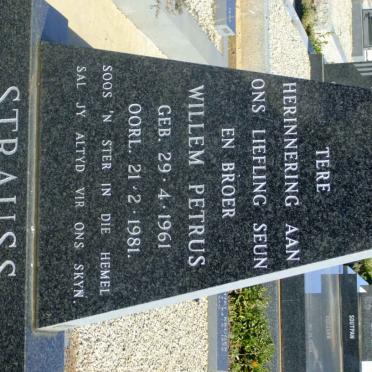 TERE
HERINNERING AAN
ONS LIEFLING SEUN
EN BROER
WILLEM PETRUS
GEB. 29·4·1961
OORL. 21·2·1981.
SOOS 'N STER IN DIE HEMEL
SAL JY ALTYD VIR ONS SKYN
STRAUSS
SOUTPAN